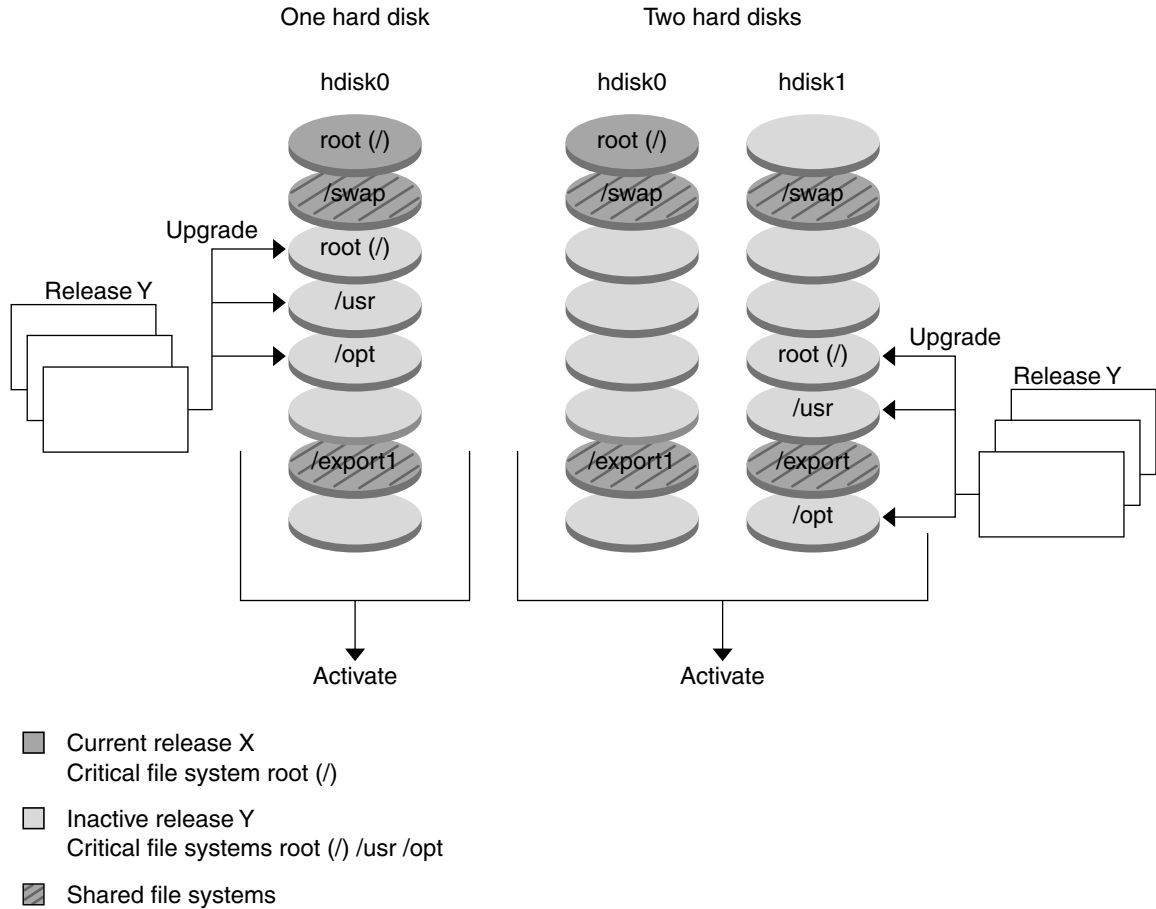 One hard disk
Two hard disks
hdisk0
hdisk0
hdisk1
root (/)
/swap
root (/)
/usr
/opt
/export1
Upgrade
Release Y
root (/)
/swap
/export1
/swap
root (/)
/usr
/export
/opt
Upgrade
Release Y
Activate
Activate
Current release X
Critical file system root (/)
Inactive release Y
Critical file systems root (/) /usr /opt
Shared file systems